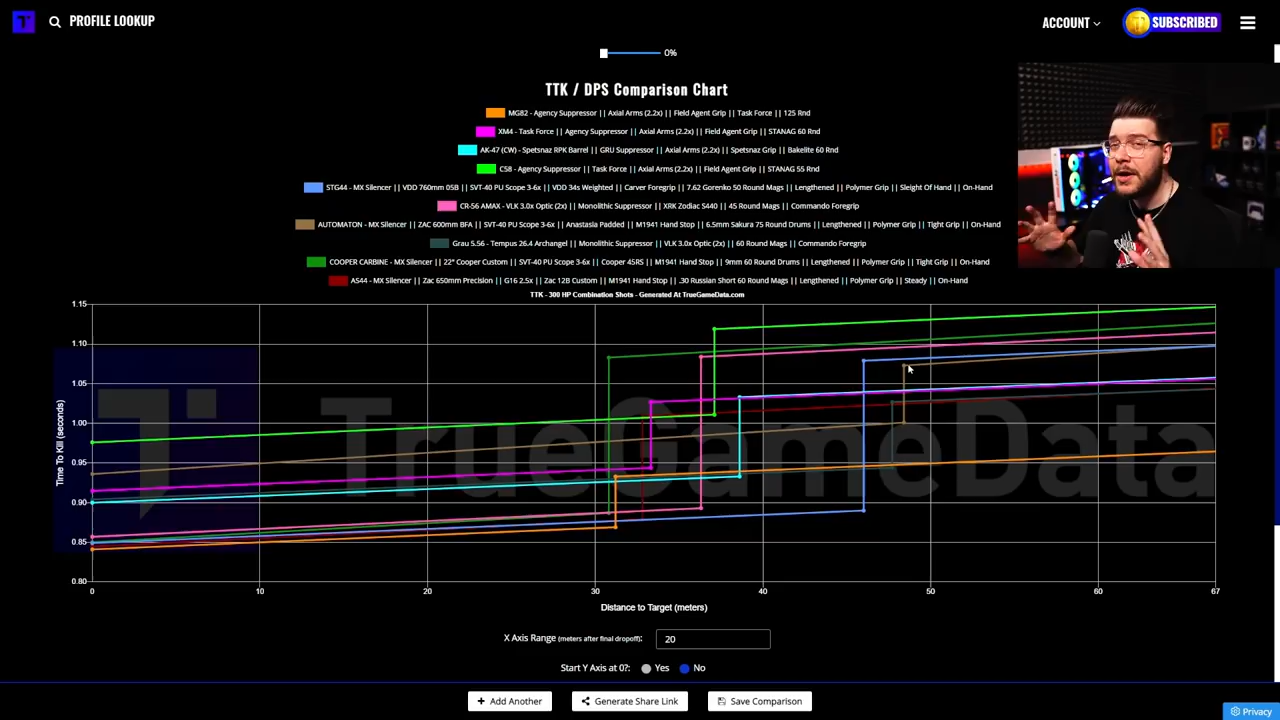 T
PROFILE LOOKUP
ACCOUNT
T SUBSCRIBED
0%
TTK / DPS Comparison Chart
MG82 - Agency Suppressor || Axial Arms (2.2x) || Field Agent Grip || Task Force || 125 Rnd
XM4 - Task Force || Agency Suppressor || Axial Arms (2.2x) || Field Agent Grip || STANAG 60 Rnd
AK-47 (CW) - Spetsnaz RPK Barrel || GRU Suppressor || Axial Arms (2.2x) || Spetsnaz Grip || Bakelite 60 Rnd
C58 - Agency Suppressor || Task Force || Axial Arms (2.2x) || Field Agent Grip || STANAG 55 Rnd
STG44 - MX Silencer || VDD 760mm 05B || SVT-40 PU Scope 3-6x || VDD 34s Weighted || Carver Foregrip || 7.62 Gorenko 50 Round Mags || Lengthened || Polymer Grip || Sleight Of Hand || On-Hand
CR-56 AMAX - VLK 3.0x Optic (2x) || Monolithic Suppressor || XRK Zodiac S440 || 45 Round Mags || Commando Foregrip
AUTOMATON - MX Silencer || ZAC 600mm BFA || SVT-40 PU Scope 3-6x || Anastasia Padded || M1941 Hand Stop || 6.5mm Sakura 75 Round Drums || Lengthened || Polymer Grip || Tight Grip || On-Hand
Grau 5.56 - Tempus 26.4 Archangel || Monolithic Suppressor || VLK 3.0x Optic (2x) || 60 Round Mags || Commando Foregrip
COOPER CARBINE - MX Silencer || 22" Cooper Custom || SVT-40 PU Scope 3-6x || Cooper 45RS || M1941 Hand Stop || 9mm 60 Round Drums || Lengthened || Polymer Grip || Tight Grip || On-Hand
AS44 - MX Silencer || Zac 650mm Precision || G16 2.5x || Zac 12B Custom || M1941 Hand Stop || .30 Russian Short 60 Round Mags || Lengthened || Polymer Grip || Steady || On-Hand
TTK - 300 HP Combination Shots - Generated At TrueGameData.com
1.15
1.10
1.05
1.00
0.95
0.90
0.85
0.80
Time To Kill (seconds)
TrueGameData
0 10 20 30 40 50 60 67
Distance to Target (meters)
X Axis Range (meters after final dropoff): 20
Start Y Axis at 0?: Yes No
+ Add Another
Generate Share Link
Save Comparison
Privacy